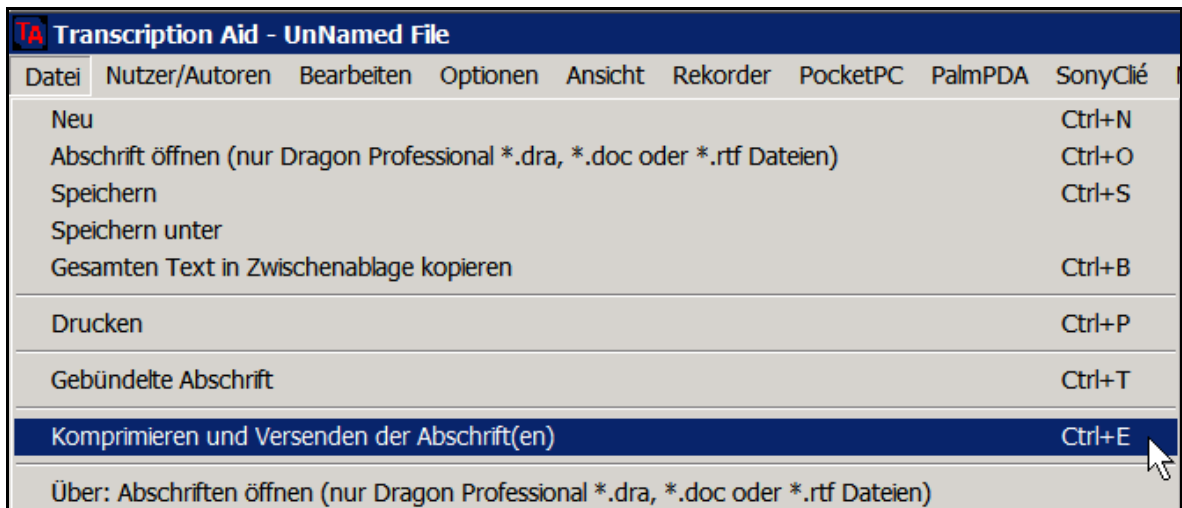 TA Transcription Aid - UnNamed File
Datei Nutzer/Autoren Bearbeiten Optionen Ansicht Rekorder PocketPC PalmPDA SonyClié
Neu Ctrl+N
Abschrift öffnen (nur Dragon Professional *.dra, *.doc oder *.rtf Dateien) Ctrl+O
Speichern Ctrl+S
Speichern unter
Gesamten Text in Zwischenablage kopieren Ctrl+B
Drucken Ctrl+P
Gebündelte Abschrift Ctrl+T
Komprimieren und Versenden der Abschrift(en) Ctrl+E
Über: Abschriften öffnen (nur Dragon Professional *.dra, *.doc oder *.rtf Dateien)